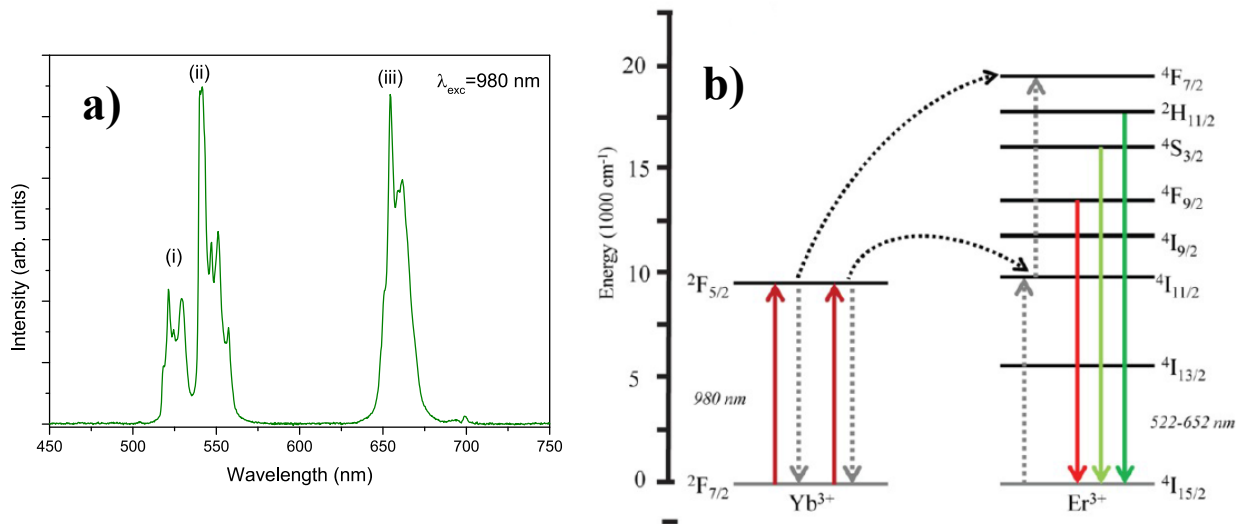 a)
(i)
(ii)
(iii)
λexc=980 nm
Intensity (arb. units)
450 500 550 600 650 700 750
Wavelength (nm)
b)
Energy (1000 cm⁻¹)
20
15
10
5
0
²F₅/₂
980 nm
²F₇/₂
Yb³⁺
⁴F₇/₂
²H₁₁/₂
⁴S₃/₂
⁴F₉/₂
⁴I₉/₂
⁴I₁₁/₂
⁴I₁₃/₂
522-652 nm
⁴I₁₅/₂
Er³⁺